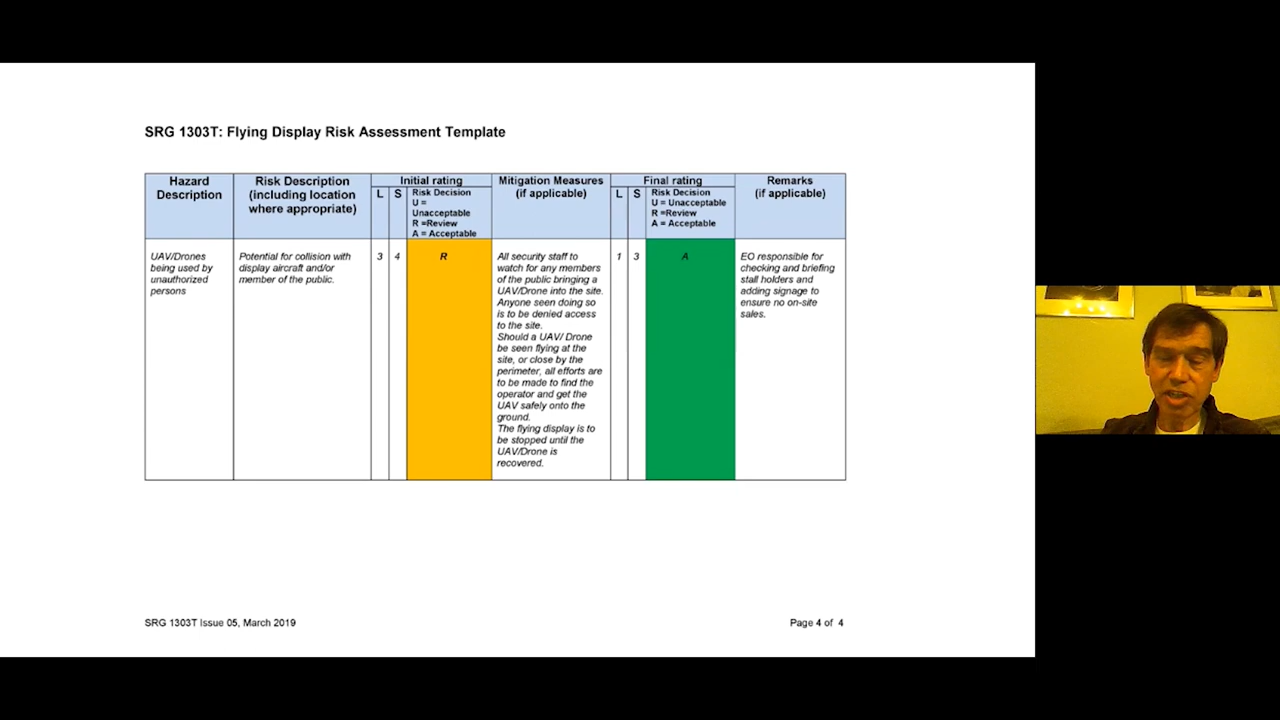 SRG 1303T: Flying Display Risk Assessment Template
Hazard
Description
Risk Description
(including location
where appropriate)
Initial rating
L
S
Risk Decision
U =
Unacceptable
R =Review
A = Acceptable
Mitigation Measures
(if applicable)
Final rating
L
S
Risk Decision
U = Unacceptable
R =Review
A = Acceptable
Remarks
(if applicable)
UAV/Drones
being used by
unauthorized
persons
Potential for collision with
display aircraft and/or
member of the public.
3
4
R
All security staff to
watch for any members
of the public bringing a
UAV/Drone into the site.
Anyone seen doing so
is to be denied access
to the site.
Should a UAV/ Drone
be seen flying at the
site, or close by the
perimeter, all efforts are
to be made to find the
operator and get the
UAV safely onto the
ground.
The flying display is to
be stopped until the
UAV/Drone is
recovered.
1
3
A
EO responsible for
checking and briefing
stall holders and
adding signage to
ensure no on-site
sales.
SRG 1303T Issue 05, March 2019
Page 4 of 4